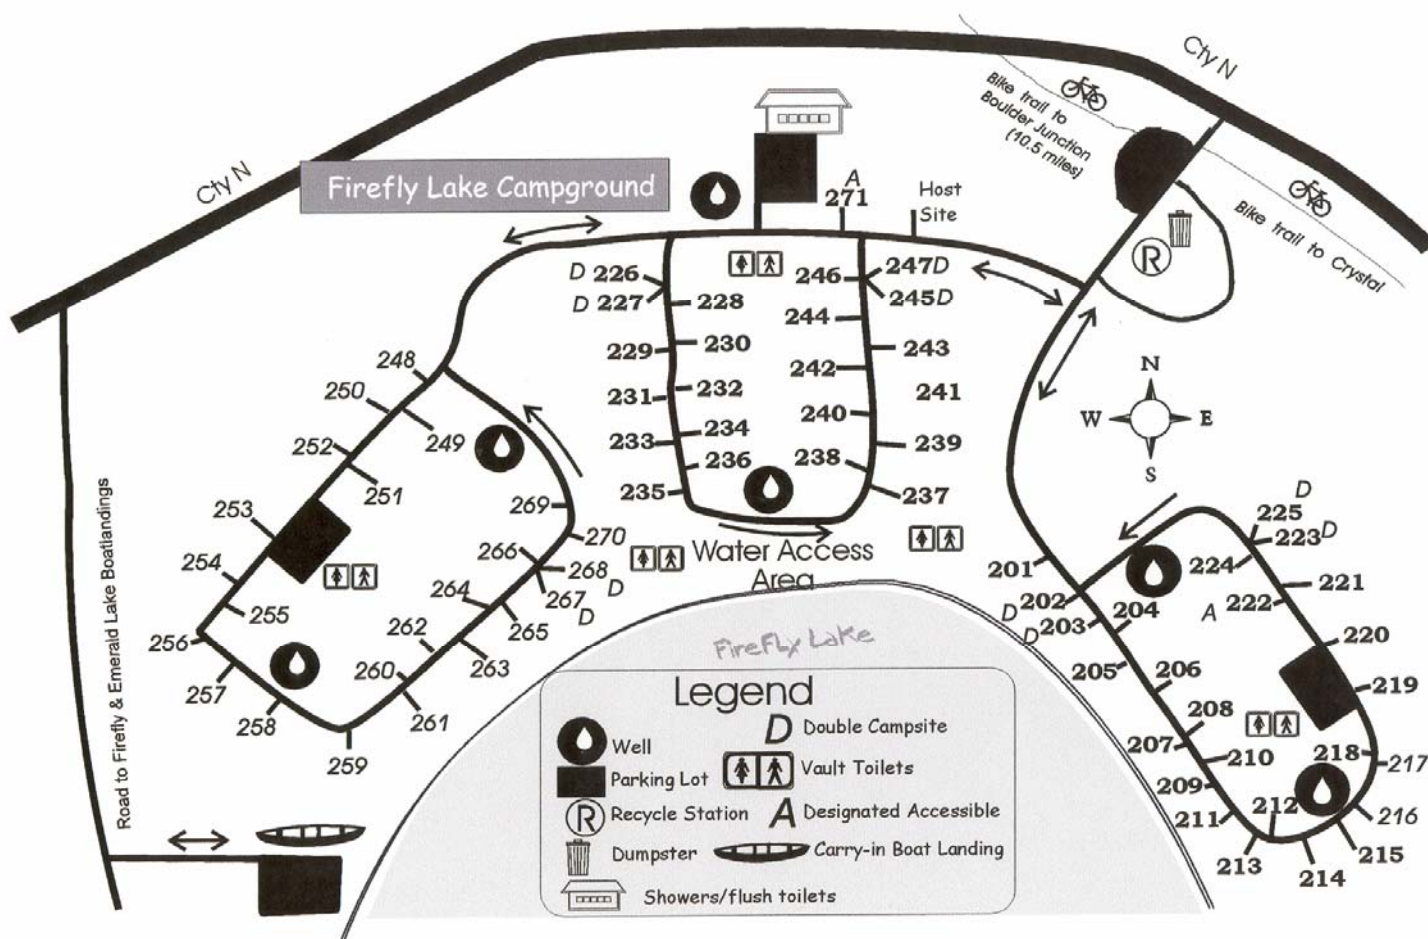 Cty N
Cty N
Bike trail to
Boulder Junction
(10.5 miles)
Bike trail to Crystal
Firefly Lake Campground
A
271
Host
Site
R
D 226
D 227
228
229
230
231
232
233
234
235
236
246
247D
245D
244
243
242
241
240
239
238
237
N
W
E
S
248
250
249
252
251
253
254
255
256
257
258
259
260
261
262
263
264
265
266
267
D
268
D
269
270
Water Access
Area
Firefly Lake
201
D 202
D 203
204
205
206
207
208
209
210
211
212
213
214
215
216
217
218
219
220
221
222
A
223D
224
D
225
Road to Firefly & Emerald Lake Boatlandings
Legend
Well
D Double Campsite
Parking Lot
Vault Toilets
R Recycle Station
A Designated Accessible
Dumpster
Carry-in Boat Landing
Showers/flush toilets